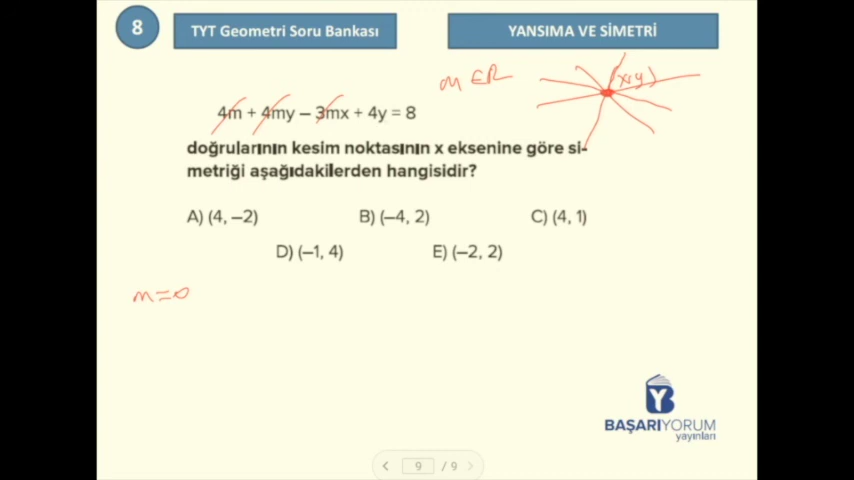 8
TYT Geometri Soru Bankası
YANSIMA VE SİMETRİ
m ∈ R
(x,y)
4m + 4my – 3mx + 4y = 8
doğrularının kesim noktasının x eksenine göre si-
metriği aşağıdakilerden hangisidir?
A) (4, –2) B) (–4, 2) C) (4, 1)
D) (–1, 4) E) (–2, 2)
m=0
BAŞARIYORUM
yayınları
9 / 9